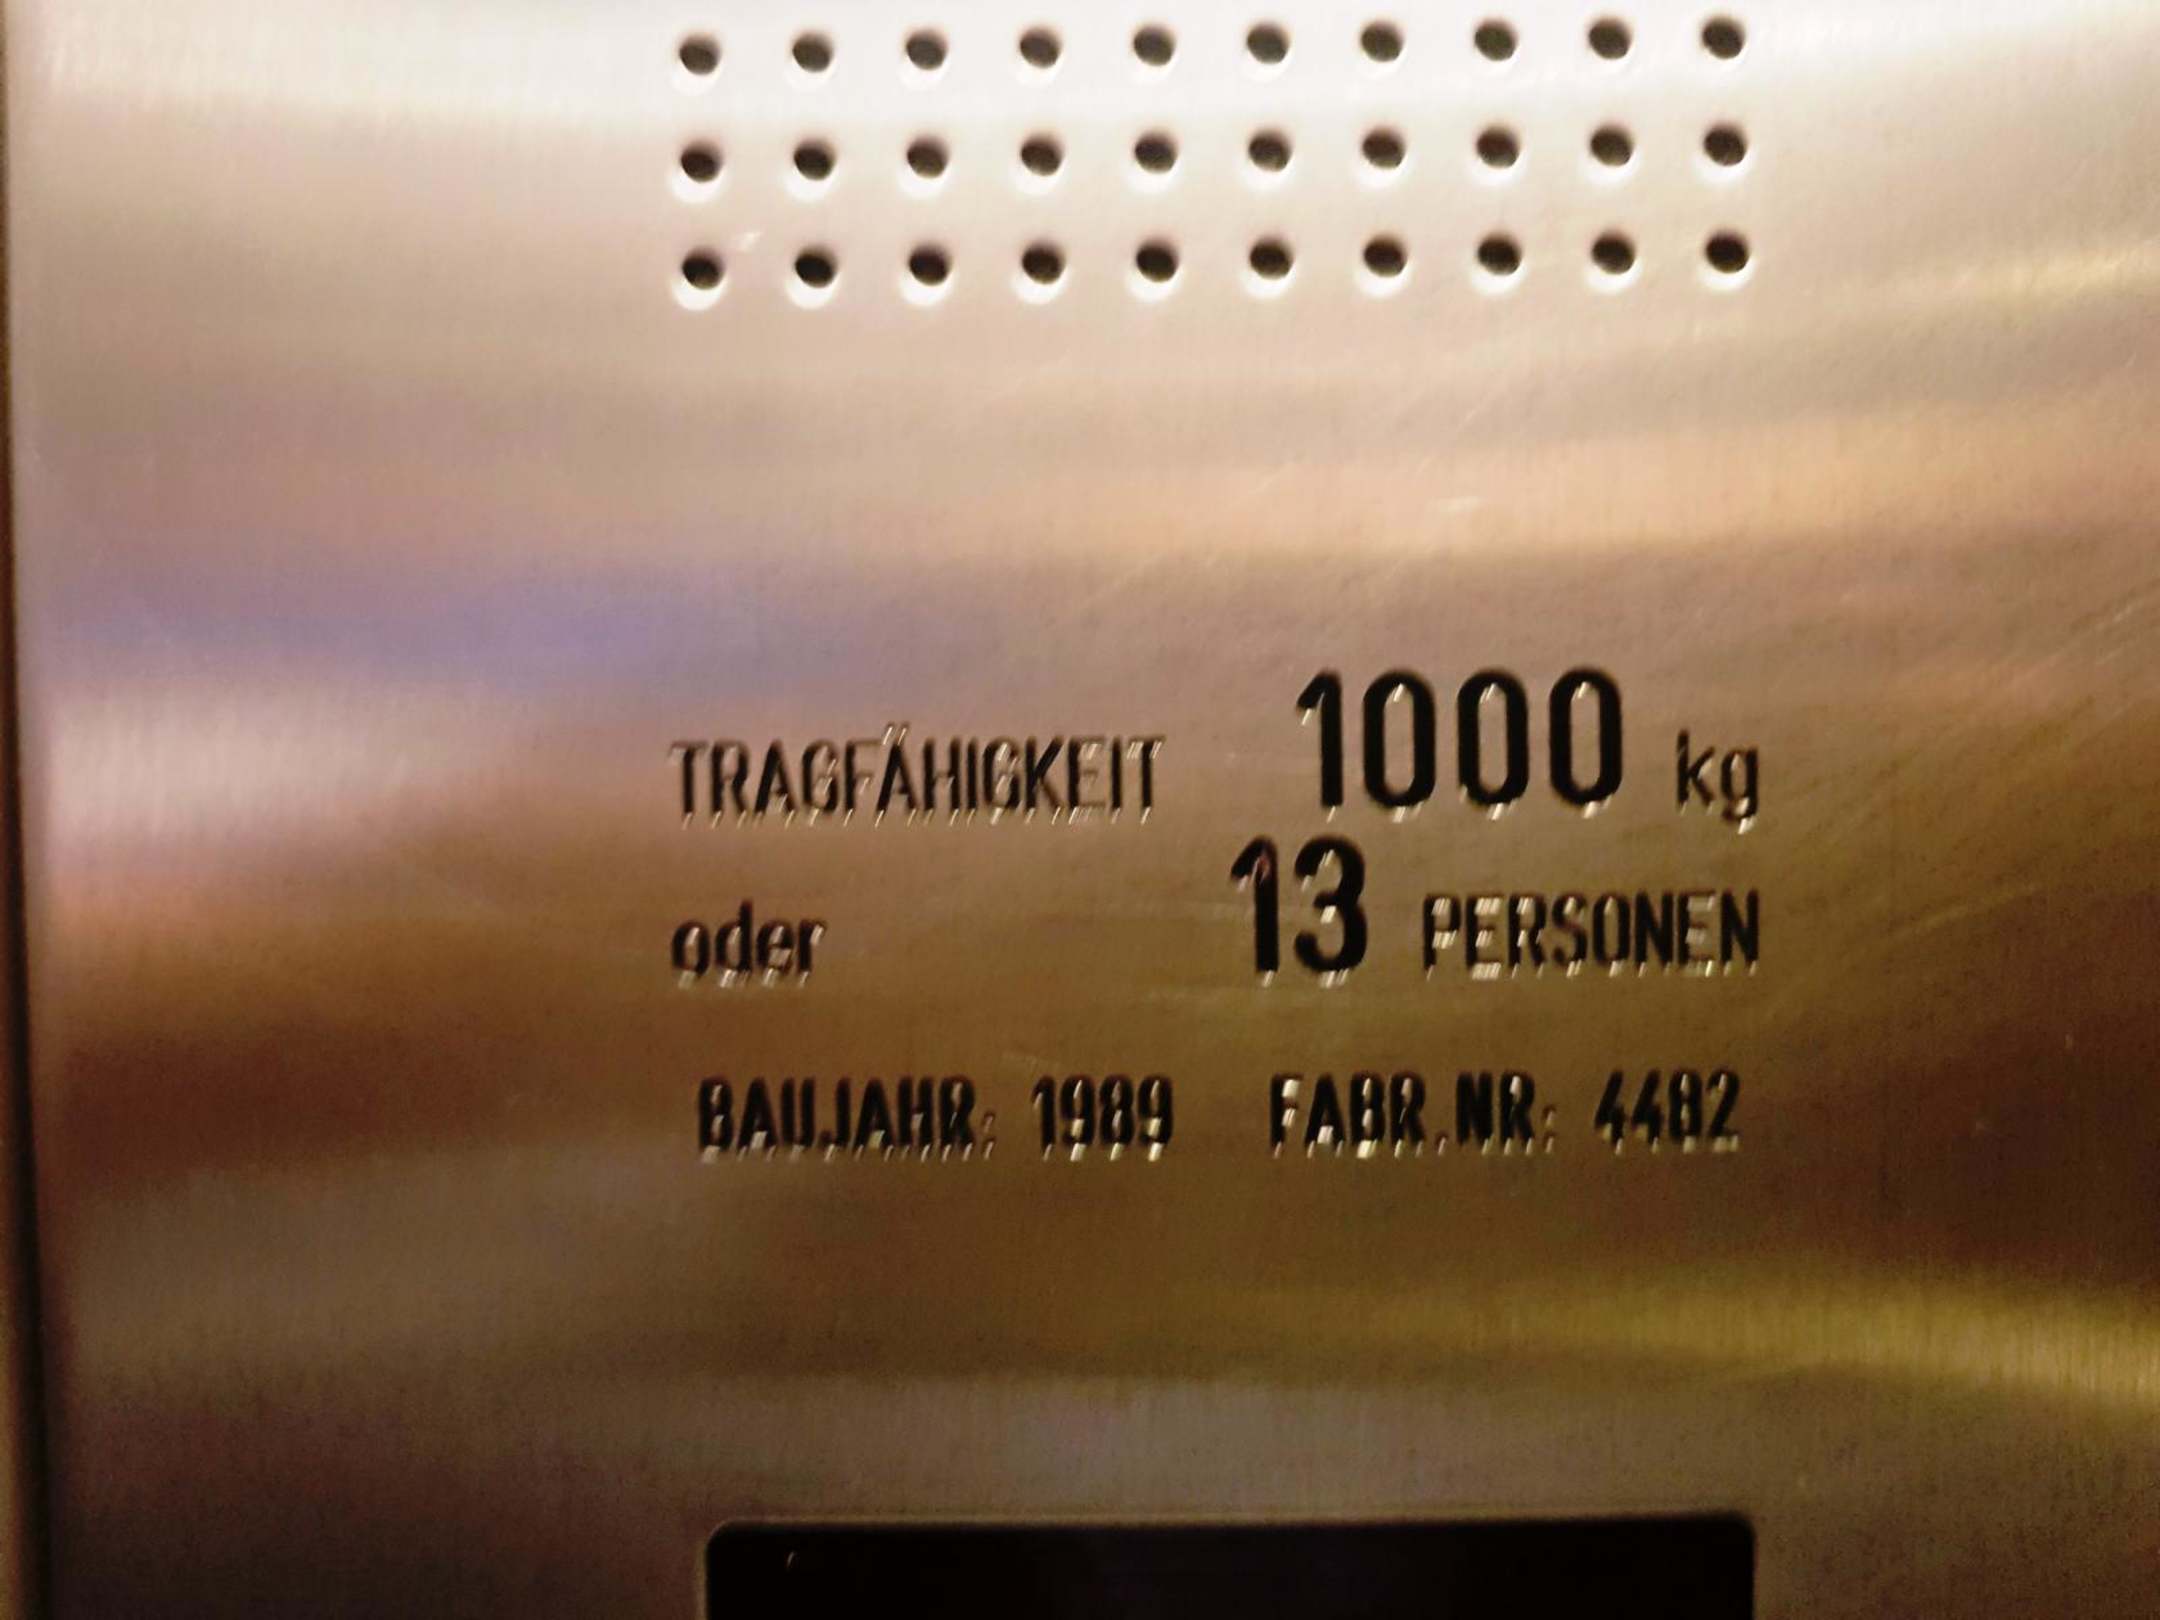 TRAGFÄHIGKEIT 1000 kg
oder 13 PERSONEN
BAUJAHR: 1989 FABR.NR: 4482